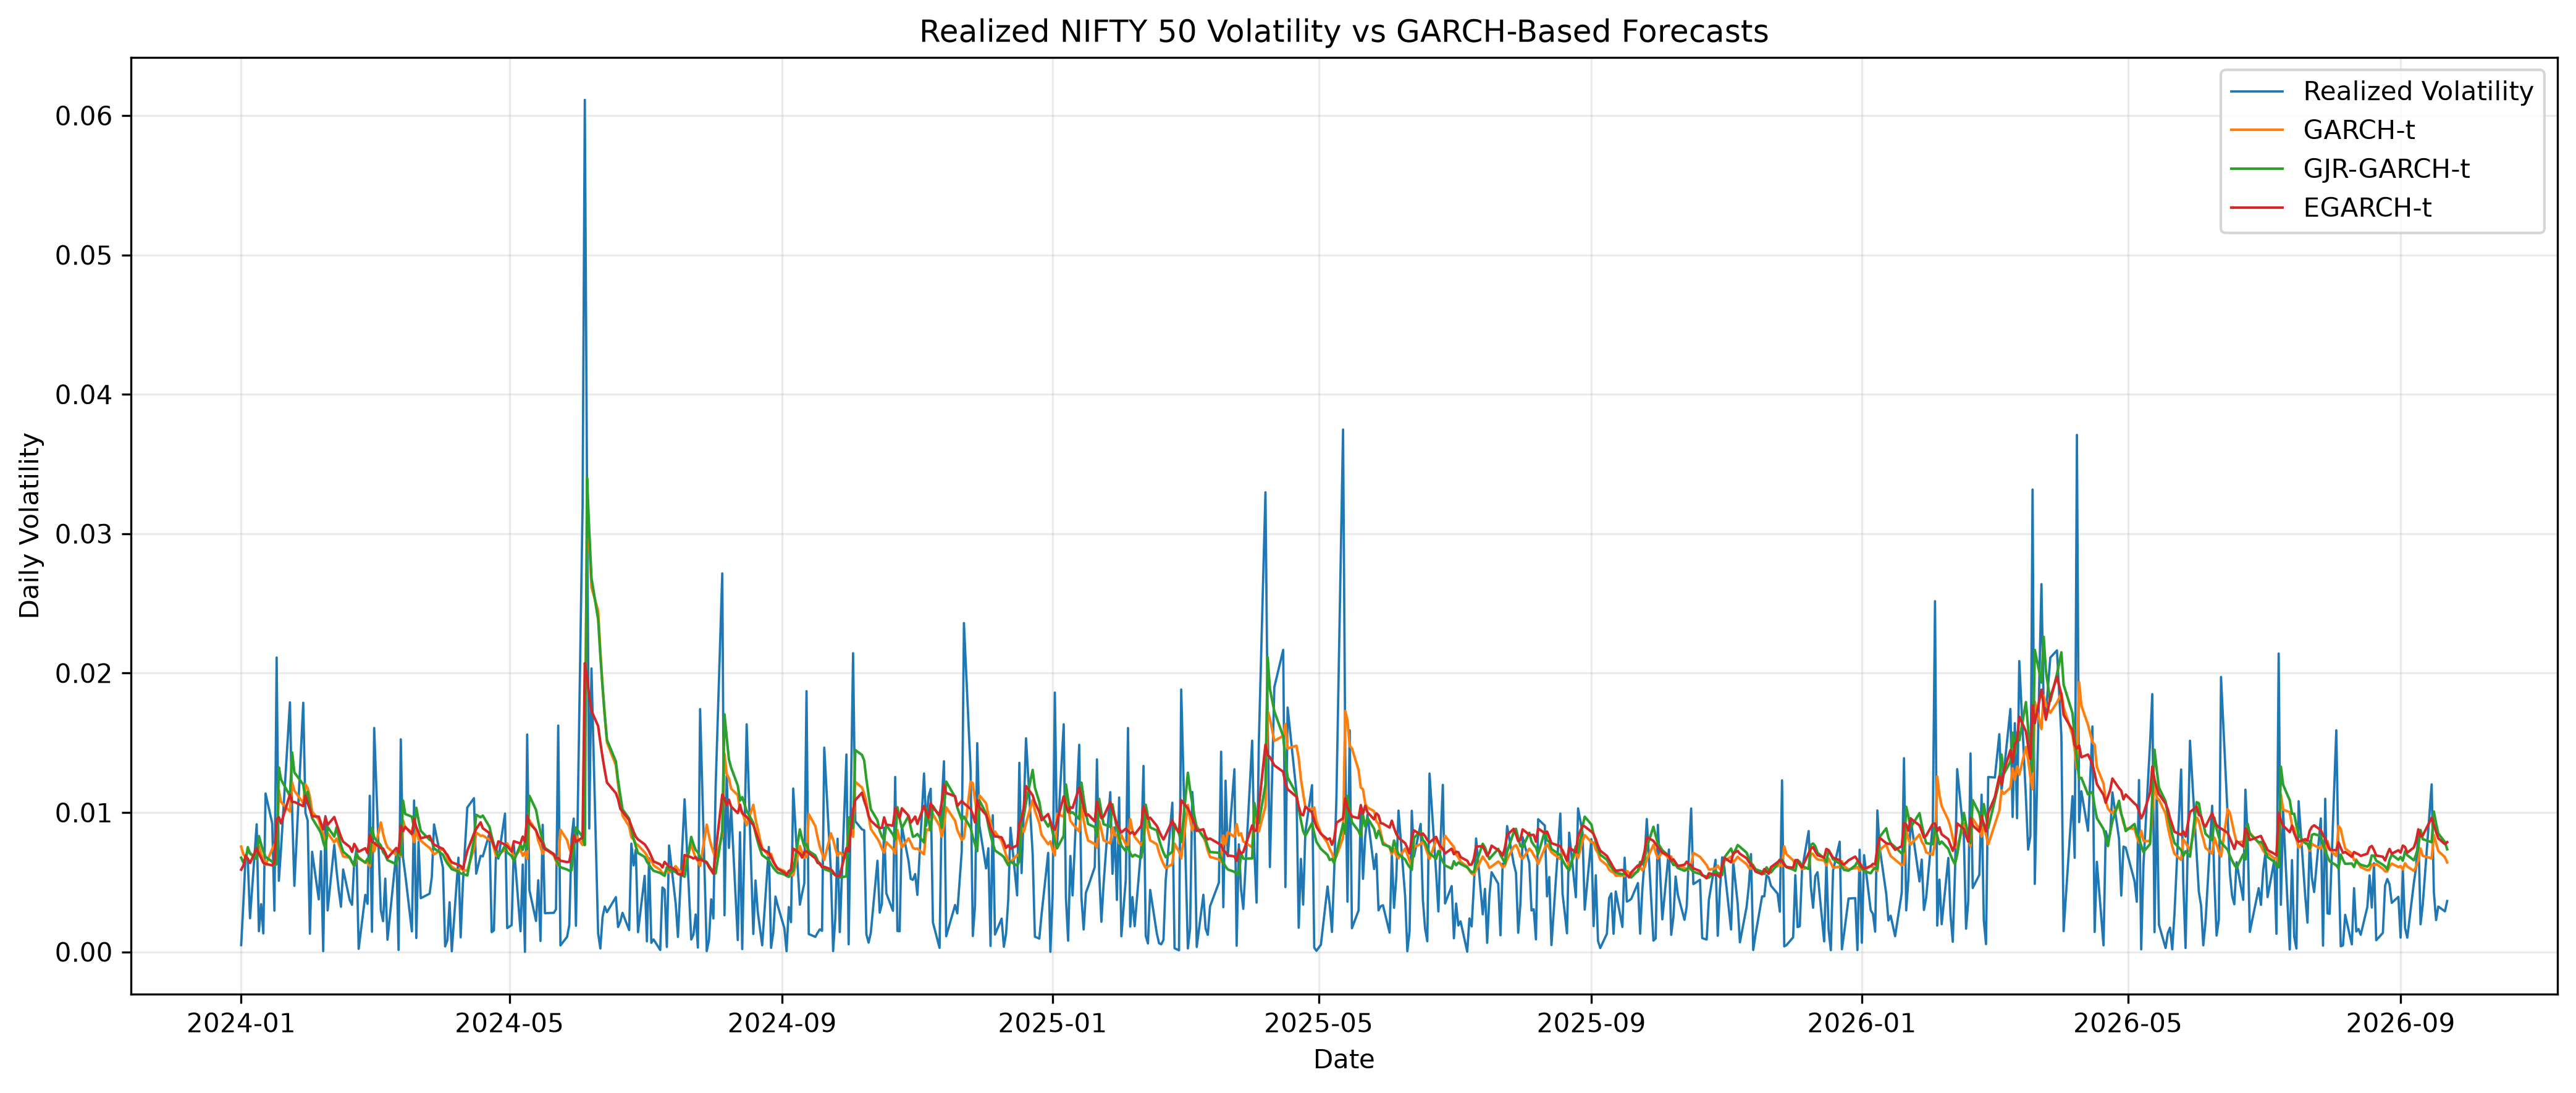 Realized NIFTY 50 Volatility vs GARCH-Based Forecasts
Realized Volatility
GARCH-t
GJR-GARCH-t
EGARCH-t
Daily Volatility
0.06
0.05
0.04
0.03
0.02
0.01
0.00
2024-01 2024-05 2024-09 2025-01 2025-05 2025-09 2026-01 2026-05 2026-09
Date